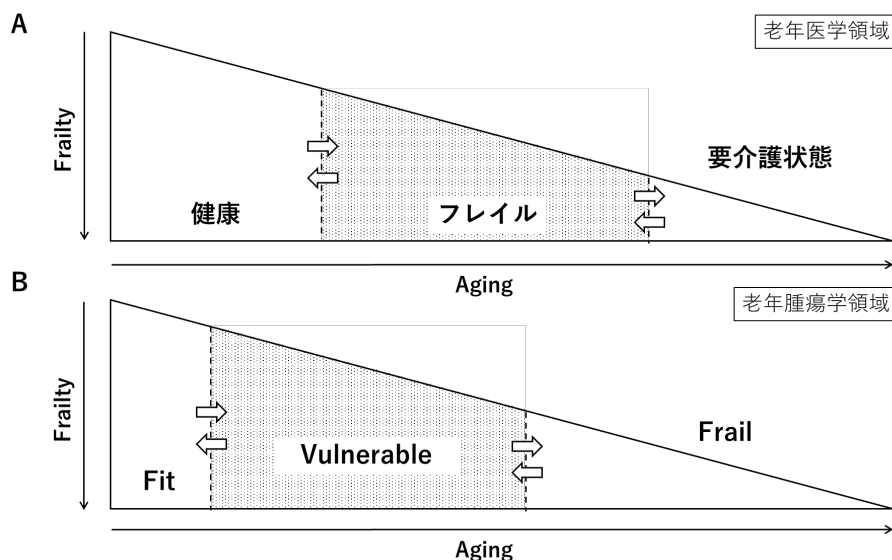 A
老年医学領域
Frailty
健康
フレイル
要介護状態
Aging
B
老年腫瘍学領域
Frailty
Fit
Vulnerable
Frail
Aging